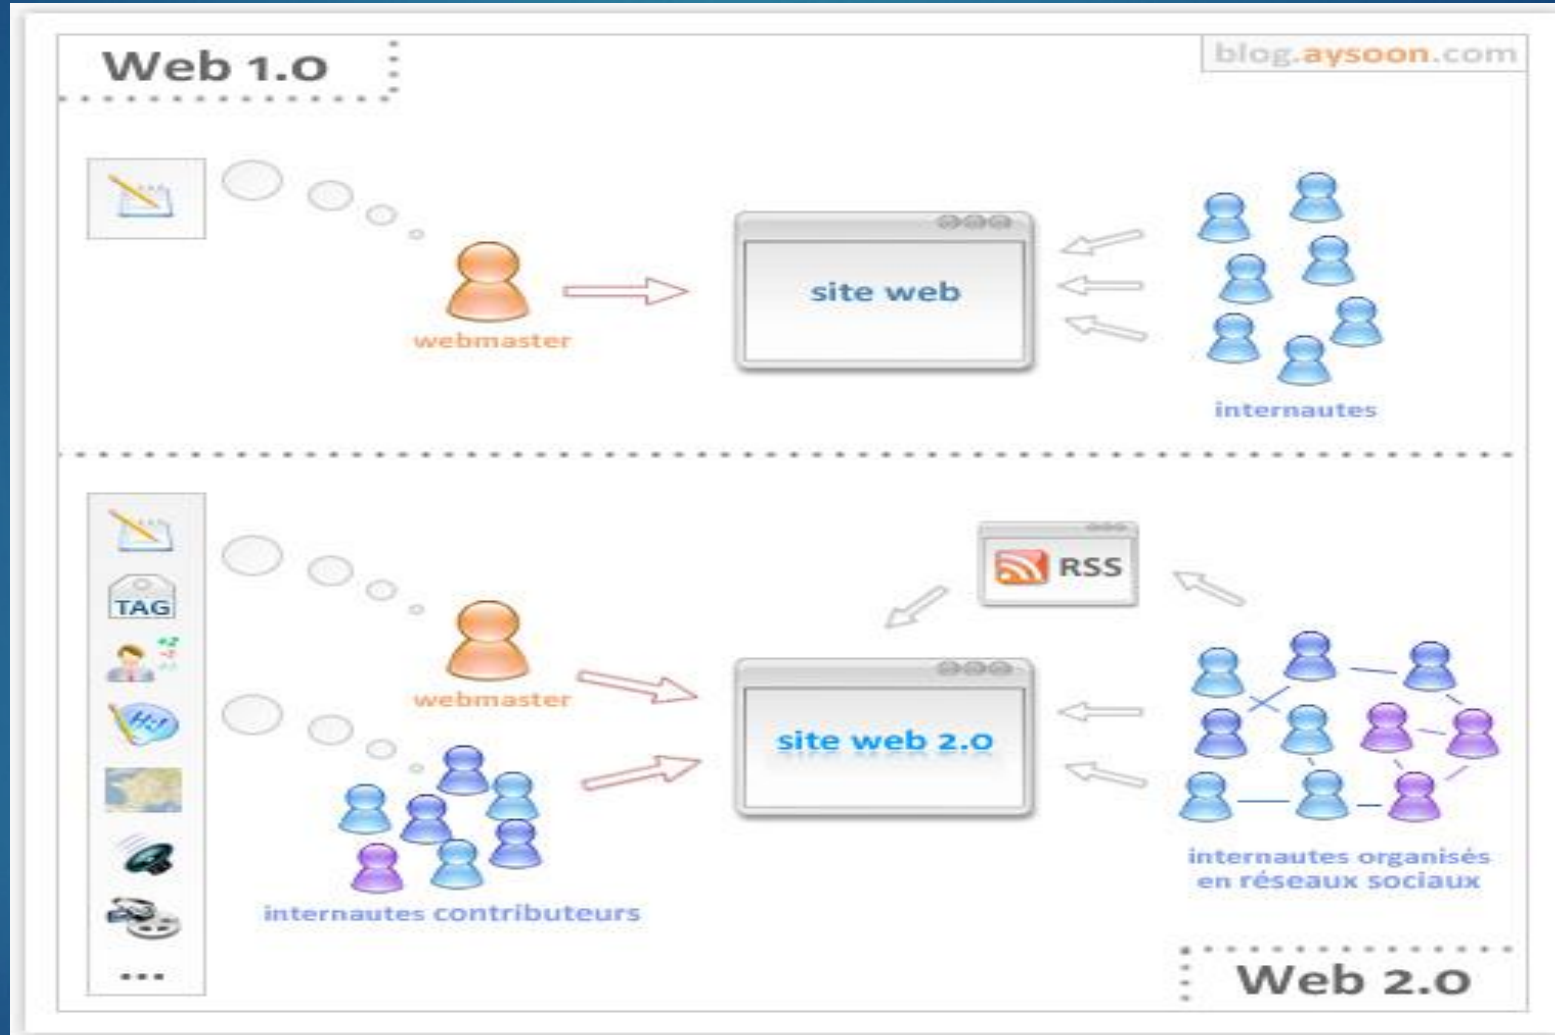 Web 1.0
blog.aysoon.com
site web
webmaster
internautes
RSS
TAG
webmaster
site web 2.0
internautes contributeurs
internautes organisés
en réseaux sociaux
...
Web 2.0